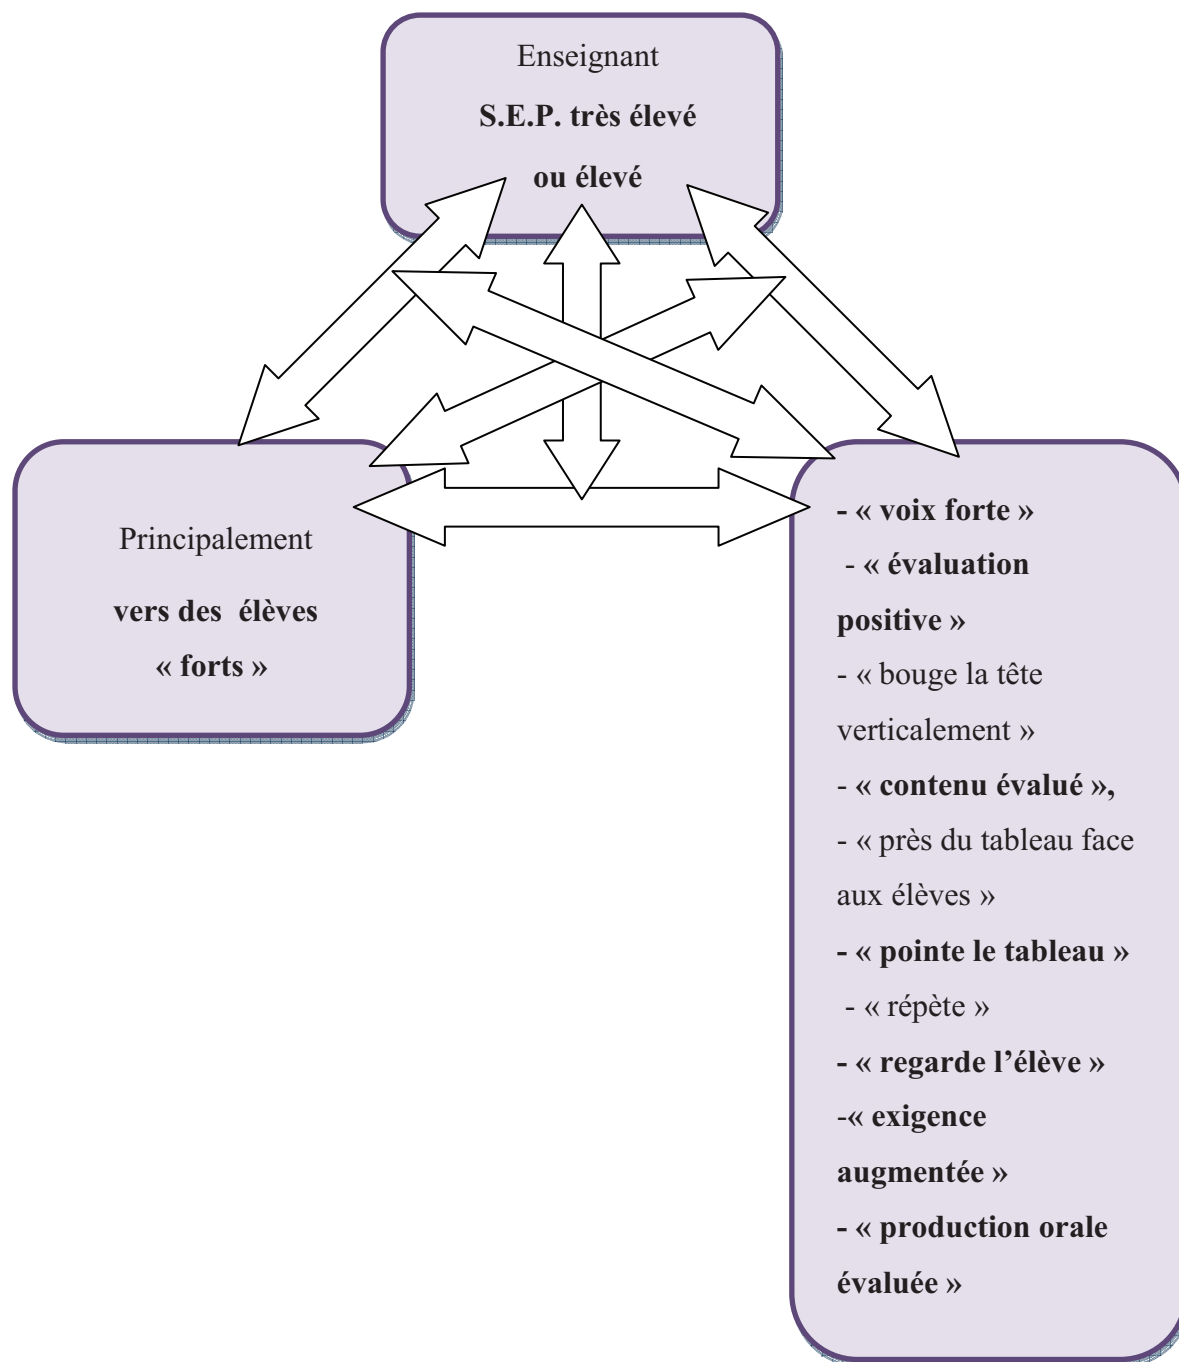 Enseignant
S.E.P. très élevé
ou élevé
Principalement
vers des élèves
« forts »
- « voix forte »
- « évaluation
positive »
- « bouge la tête
verticalement »
- « contenu évalué »,
- « près du tableau face
aux élèves »
- « pointe le tableau »
- « répète »
- « regarde l’élève »
-« exigence
augmentée »
- « production orale
évaluée »